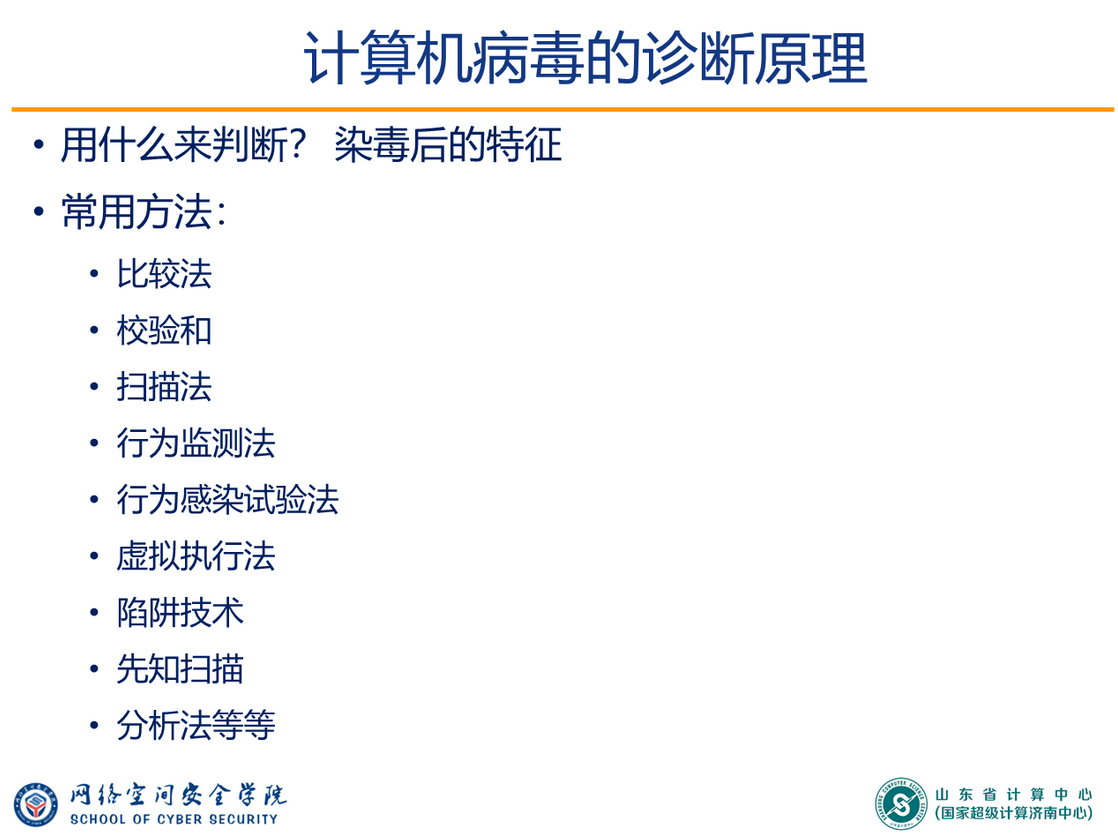 计算机病毒的诊断原理
• 用什么来判断？ 染毒后的特征
• 常用方法：
• 比较法
• 校验和
• 扫描法
• 行为监测法
• 行为感染试验法
• 虚拟执行法
• 陷阱技术
• 先知扫描
• 分析法等等
网络空间安全学院
SCHOOL OF CYBER SECURITY
山东省计算中心
(国家超级计算济南中心)